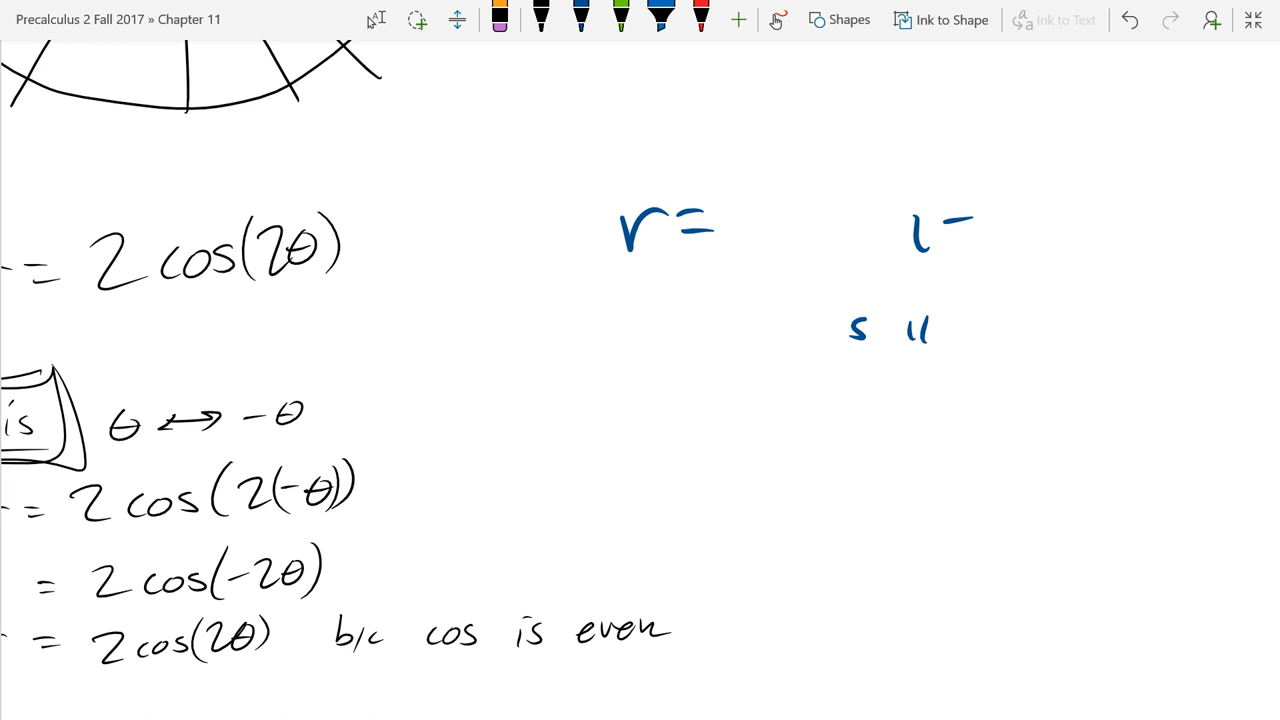 Precalculus 2 Fall 2017 » Chapter 11
Shapes
Ink to Shape
Ink to Text
= 2 cos(2θ)
r =
is
θ ↔ -θ
= 2 cos(2(-θ))
= 2 cos(-2θ)
= 2 cos(2θ) b/c cos is even